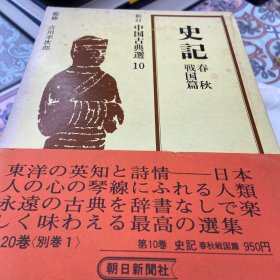 史記 春秋戦国篇
新訂 中国古典選 10
監修 吉川幸次郎
東洋の英知と詩情——日本
人の心の琴線にふれる人類
永遠の古典を辞書なしで楽
しく味わえる最高の選集
20巻〈別巻1〉
第10巻 史記 春秋戦国篇 950円
朝日新聞社